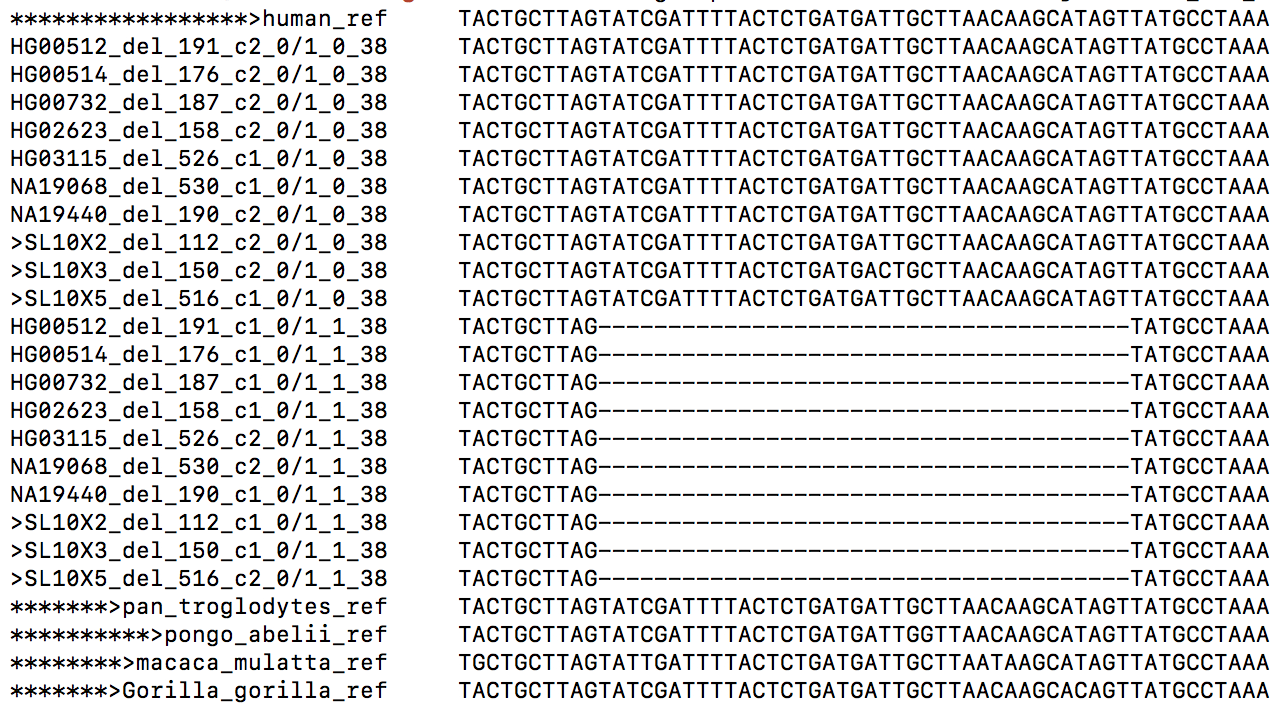 *****************>human_ref TACTGCTTAGTATCGATTTTACTCTGATGATTGCTTAACAAGCATAGTTATGCCTAAA
HG00512_del_191_c2_0/1_0_38 TACTGCTTAGTATCGATTTTACTCTGATGATTGCTTAACAAGCATAGTTATGCCTAAA
HG00514_del_176_c2_0/1_0_38 TACTGCTTAGTATCGATTTTACTCTGATGATTGCTTAACAAGCATAGTTATGCCTAAA
HG00732_del_187_c2_0/1_0_38 TACTGCTTAGTATCGATTTTACTCTGATGATTGCTTAACAAGCATAGTTATGCCTAAA
HG02623_del_158_c2_0/1_0_38 TACTGCTTAGTATCGATTTTACTCTGATGATTGCTTAACAAGCATAGTTATGCCTAAA
HG03115_del_526_c1_0/1_0_38 TACTGCTTAGTATCGATTTTACTCTGATGATTGCTTAACAAGCATAGTTATGCCTAAA
NA19068_del_530_c1_0/1_0_38 TACTGCTTAGTATCGATTTTACTCTGATGATTGCTTAACAAGCATAGTTATGCCTAAA
NA19440_del_190_c2_0/1_0_38 TACTGCTTAGTATCGATTTTACTCTGATGATTGCTTAACAAGCATAGTTATGCCTAAA
>SL10X2_del_112_c2_0/1_0_38 TACTGCTTAGTATCGATTTTACTCTGATGATTGCTTAACAAGCATAGTTATGCCTAAA
>SL10X3_del_150_c2_0/1_0_38 TACTGCTTAGTATCGATTTTACTCTGATGACTGCTTAACAAGCATAGTTATGCCTAAA
>SL10X5_del_516_c1_0/1_0_38 TACTGCTTAGTATCGATTTTACTCTGATGATTGCTTAACAAGCATAGTTATGCCTAAA
HG00512_del_191_c1_0/1_1_38 TACTGCTTAG--------------------------------------TATGCCTAAA
HG00514_del_176_c1_0/1_1_38 TACTGCTTAG--------------------------------------TATGCCTAAA
HG00732_del_187_c1_0/1_1_38 TACTGCTTAG--------------------------------------TATGCCTAAA
HG02623_del_158_c1_0/1_1_38 TACTGCTTAG--------------------------------------TATGCCTAAA
HG03115_del_526_c2_0/1_1_38 TACTGCTTAG--------------------------------------TATGCCTAAA
NA19068_del_530_c2_0/1_1_38 TACTGCTTAG--------------------------------------TATGCCTAAA
NA19440_del_190_c1_0/1_1_38 TACTGCTTAG--------------------------------------TATGCCTAAA
>SL10X2_del_112_c1_0/1_1_38 TACTGCTTAG--------------------------------------TATGCCTAAA
>SL10X3_del_150_c1_0/1_1_38 TACTGCTTAG--------------------------------------TATGCCTAAA
>SL10X5_del_516_c2_0/1_1_38 TACTGCTTAG--------------------------------------TATGCCTAAA
*******>pan_troglodytes_ref TACTGCTTAGTATCGATTTTACTCTGATGATTGCTTAACAAGCATAGTTATGCCTAAA
**********>pongo_abelii_ref TACTGCTTAGTATCGATTTTACTCTGATGATTGGTTAACAAGCATAGTTATGCCTAAA
********>macaca_mulatta_ref TGCTGCTTAGTATTGATTTTACTCTGATGATTGCTTAATAAGCATAGTTATGCCTAAA
*******>Gorilla_gorilla_ref TACTGCTTAGTATCGATTTTACTCTGATGATTGCTTAACAAGCACAGTTATGCCTAAA